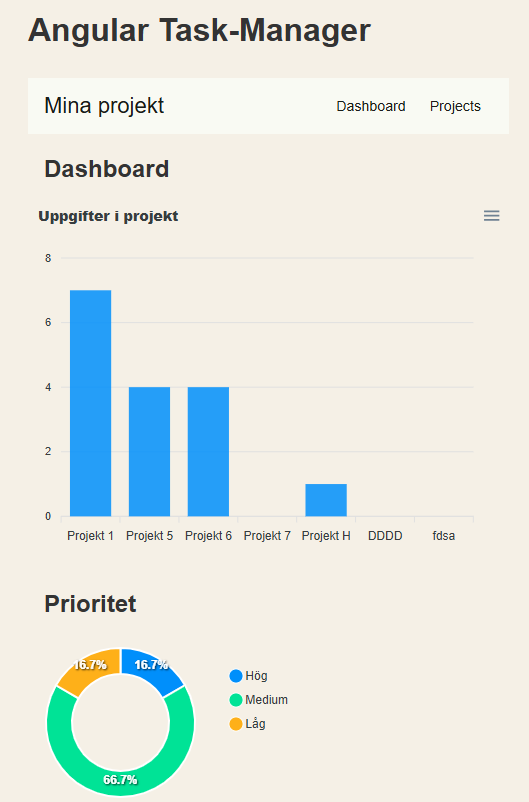 Angular Task-Manager
Mina projekt Dashboard Projects
Dashboard
Uppgifter i projekt
8
6
4
2
0
Projekt 1 Projekt 5 Projekt 6 Projekt 7 Projekt H DDDD fdsa
Prioritet
16.7% 16.7%
66.7%
Hög
Medium
Låg